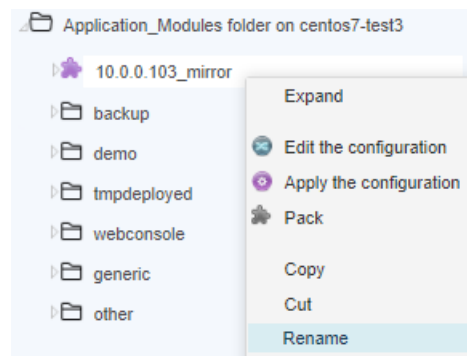 Application_Modules folder on centos7-test3
10.0.0.103_mirror
backup
demo
tmpdeployed
webconsole
generic
other
Expand
Edit the configuration
Apply the configuration
Pack
Copy
Cut
Rename